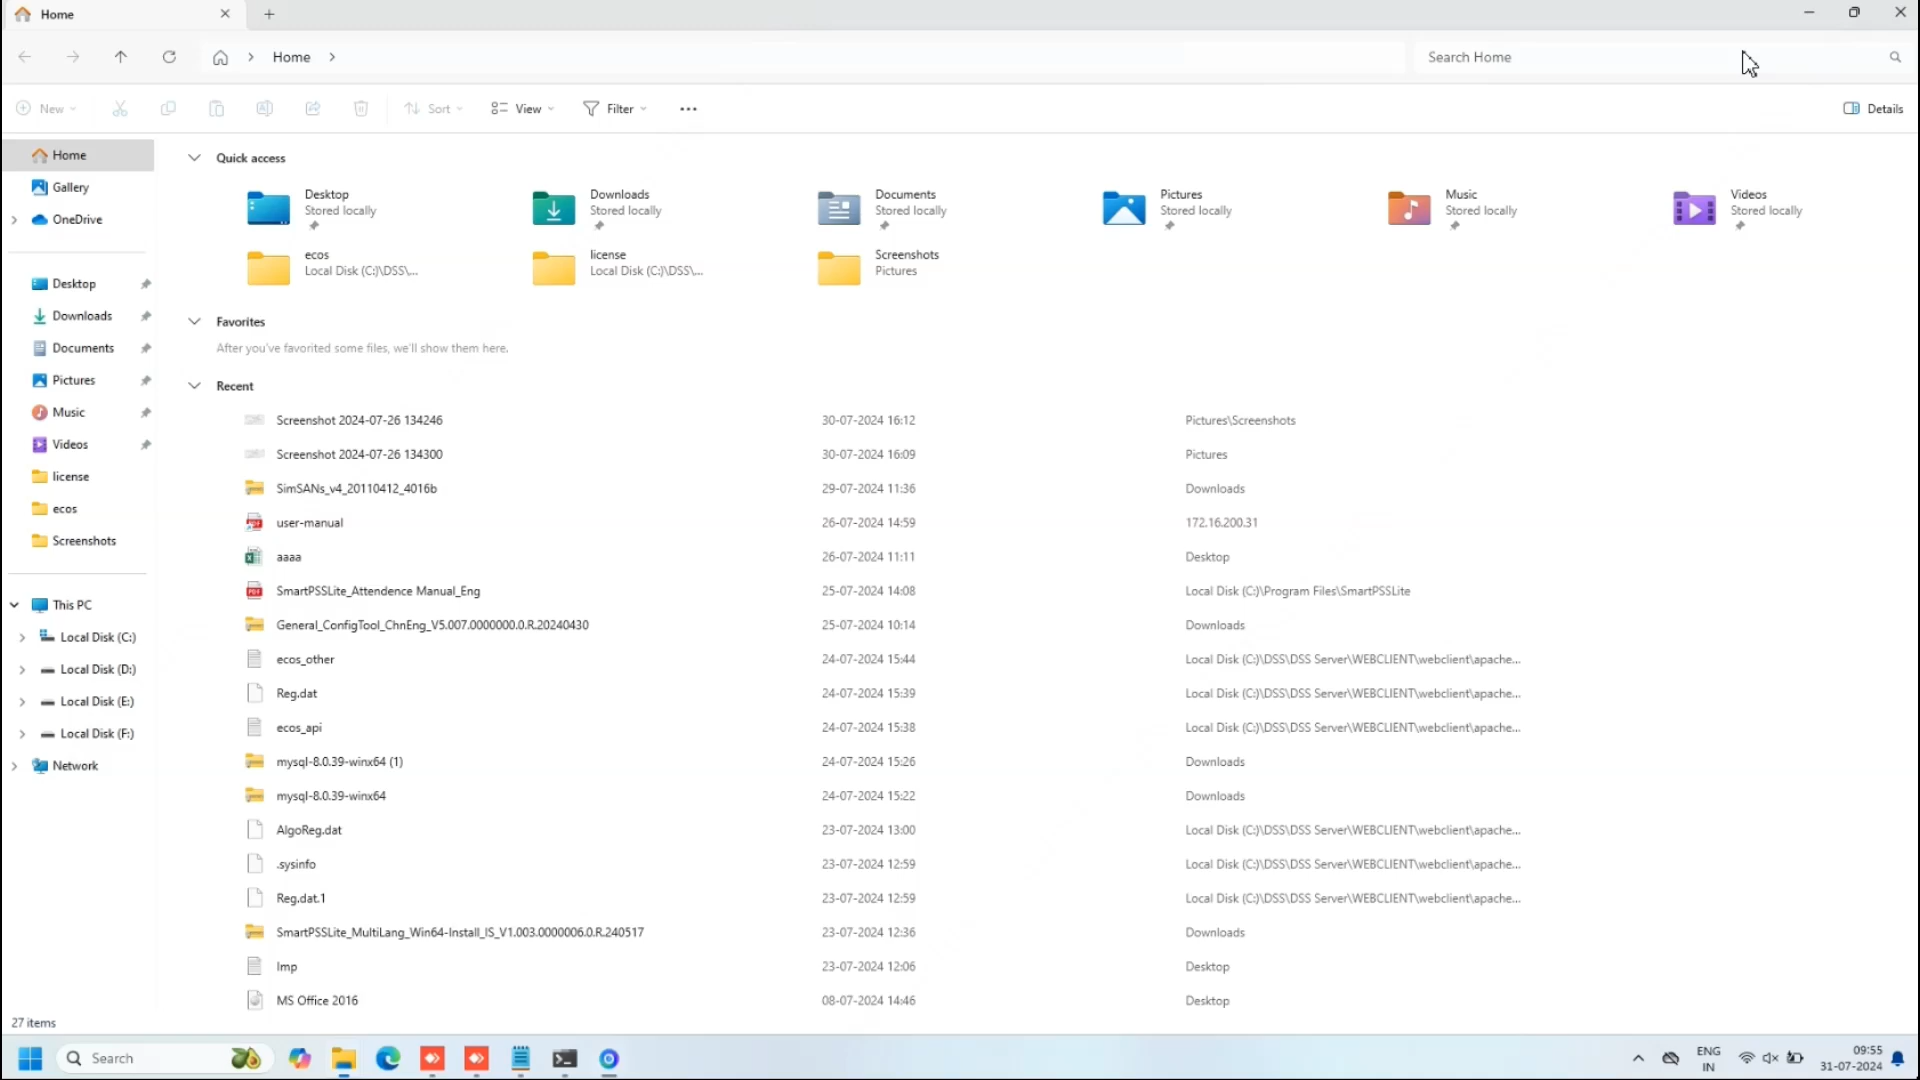 Home
Home
Search Home
New
Sort
View
Filter
Details
Home
Gallery
OneDrive
Desktop
Downloads
Documents
Pictures
Music
Videos
license
ecos
Screenshots
This PC
Local Disk (C:)
Local Disk (D:)
Local Disk (E:)
Local Disk (F:)
Network
Quick access
Desktop
Stored locally
Downloads
Stored locally
Documents
Stored locally
Pictures
Stored locally
Music
Stored locally
Videos
Stored locally
ecos
Local Disk (C:)\DSS\...
license
Local Disk (C:)\DSS\...
Screenshots
Pictures
Favorites
After you've favorited some files, we'll show them here.
Recent
Screenshot 2024-07-26 134246 30-07-2024 16:12 Pictures\Screenshots
Screenshot 2024-07-26 134300 30-07-2024 16:09 Pictures
SimSANs_v4_20110412_4016b 29-07-2024 11:36 Downloads
user-manual 26-07-2024 14:59 172.16.200.31
aaaa 26-07-2024 11:11 Desktop
SmartPSSLite_Attendence Manual_Eng 25-07-2024 14:08 Local Disk (C:)\Program Files\SmartPSSLite
General_ConfigTool_ChnEng_V5.007.0000000.0.R.20240430 25-07-2024 10:14 Downloads
ecos_other 24-07-2024 15:44 Local Disk (C:)\DSS\DSS Server\WEBCLIENT\webclient\apache...
Reg.dat 24-07-2024 15:39 Local Disk (C:)\DSS\DSS Server\WEBCLIENT\webclient\apache...
ecos_api 24-07-2024 15:38 Local Disk (C:)\DSS\DSS Server\WEBCLIENT\webclient\apache...
mysql-8.0.39-winx64 (1) 24-07-2024 15:26 Downloads
mysql-8.0.39-winx64 24-07-2024 15:22 Downloads
AlgoReg.dat 23-07-2024 13:00 Local Disk (C:)\DSS\DSS Server\WEBCLIENT\webclient\apache...
.sysinfo 23-07-2024 12:59 Local Disk (C:)\DSS\DSS Server\WEBCLIENT\webclient\apache...
Reg.dat.1 23-07-2024 12:59 Local Disk (C:)\DSS\DSS Server\WEBCLIENT\webclient\apache...
SmartPSSLite_MultiLang_Win64-Install_IS_V1.003.0000006.0.R.240517 23-07-2024 12:36 Downloads
Imp 23-07-2024 12:06 Desktop
MS Office 2016 08-07-2024 14:46 Desktop
27 items
Search
ENG
IN
09:55
31-07-2024